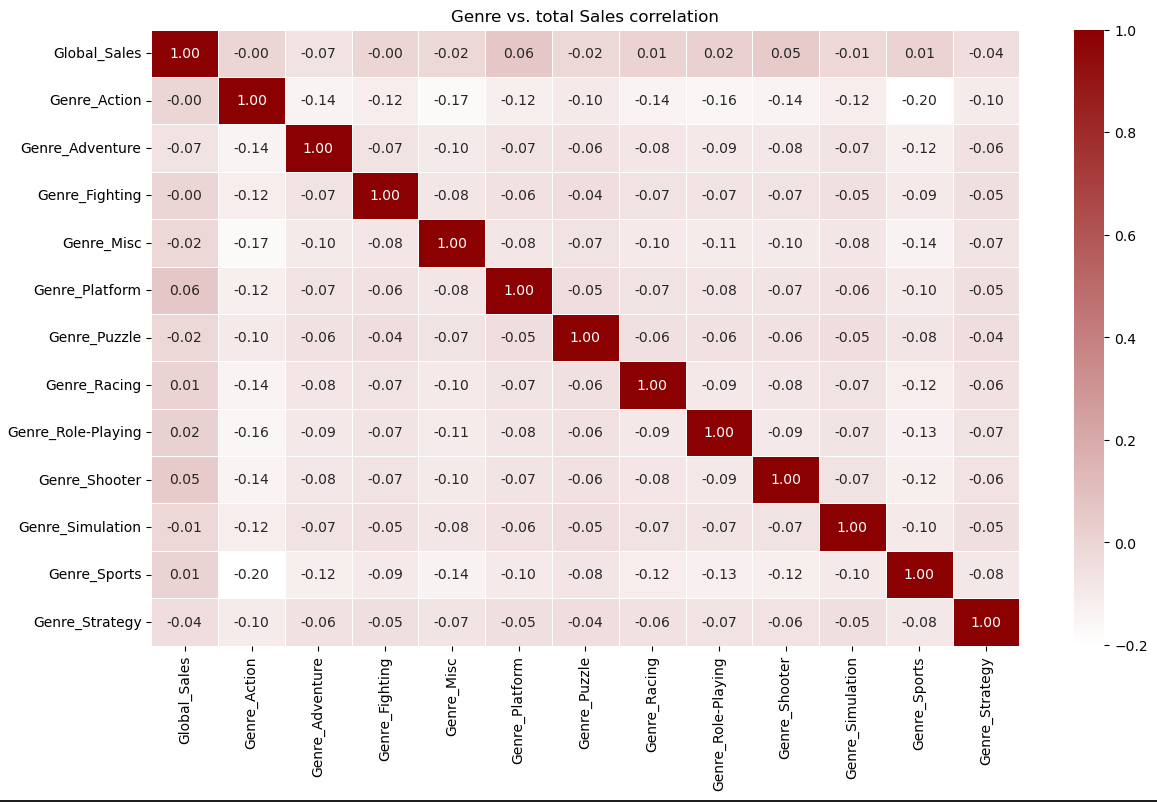 Genre vs. total Sales correlation
Global_Sales 1.00 -0.00 -0.07 -0.00 -0.02 0.06 -0.02 0.01 0.02 0.05 -0.01 0.01 -0.04
Genre_Action -0.00 1.00 -0.14 -0.12 -0.17 -0.12 -0.10 -0.14 -0.16 -0.14 -0.12 -0.20 -0.10
Genre_Adventure -0.07 -0.14 1.00 -0.07 -0.10 -0.07 -0.06 -0.08 -0.09 -0.08 -0.07 -0.12 -0.06
Genre_Fighting -0.00 -0.12 -0.07 1.00 -0.08 -0.06 -0.04 -0.07 -0.07 -0.07 -0.05 -0.09 -0.05
Genre_Misc -0.02 -0.17 -0.10 -0.08 1.00 -0.08 -0.07 -0.10 -0.11 -0.10 -0.08 -0.14 -0.07
Genre_Platform 0.06 -0.12 -0.07 -0.06 -0.08 1.00 -0.05 -0.07 -0.08 -0.07 -0.06 -0.10 -0.05
Genre_Puzzle -0.02 -0.10 -0.06 -0.04 -0.07 -0.05 1.00 -0.06 -0.06 -0.06 -0.05 -0.08 -0.04
Genre_Racing 0.01 -0.14 -0.08 -0.07 -0.10 -0.07 -0.06 1.00 -0.09 -0.08 -0.07 -0.12 -0.06
Genre_Role-Playing 0.02 -0.16 -0.09 -0.07 -0.11 -0.08 -0.06 -0.09 1.00 -0.09 -0.07 -0.13 -0.07
Genre_Shooter 0.05 -0.14 -0.08 -0.07 -0.10 -0.07 -0.06 -0.08 -0.09 1.00 -0.07 -0.12 -0.06
Genre_Simulation -0.01 -0.12 -0.07 -0.05 -0.08 -0.06 -0.05 -0.07 -0.07 -0.07 1.00 -0.10 -0.05
Genre_Sports 0.01 -0.20 -0.12 -0.09 -0.14 -0.10 -0.08 -0.12 -0.13 -0.12 -0.10 1.00 -0.08
Genre_Strategy -0.04 -0.10 -0.06 -0.05 -0.07 -0.05 -0.04 -0.06 -0.07 -0.06 -0.05 -0.08 1.00
Global_Sales
Genre_Action
Genre_Adventure
Genre_Fighting
Genre_Misc
Genre_Platform
Genre_Puzzle
Genre_Racing
Genre_Role-Playing
Genre_Shooter
Genre_Simulation
Genre_Sports
Genre_Strategy
1.0
0.8
0.6
0.4
0.2
0.0
−0.2